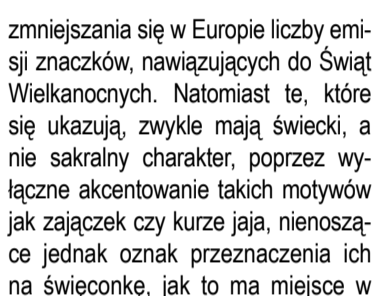 zmniejszania się w Europie liczby emi-
sji znaczków, nawiązujących do Świąt
Wielkanocnych. Natomiast te, które
się ukazują, zwykle mają świecki, a
nie sakralny charakter, poprzez wy-
łączne akcentowanie takich motywów
jak zajączek czy kurze jaja, nienoszą-
ce jednak oznak przeznaczenia ich
na święconkę, jak to ma miejsce w